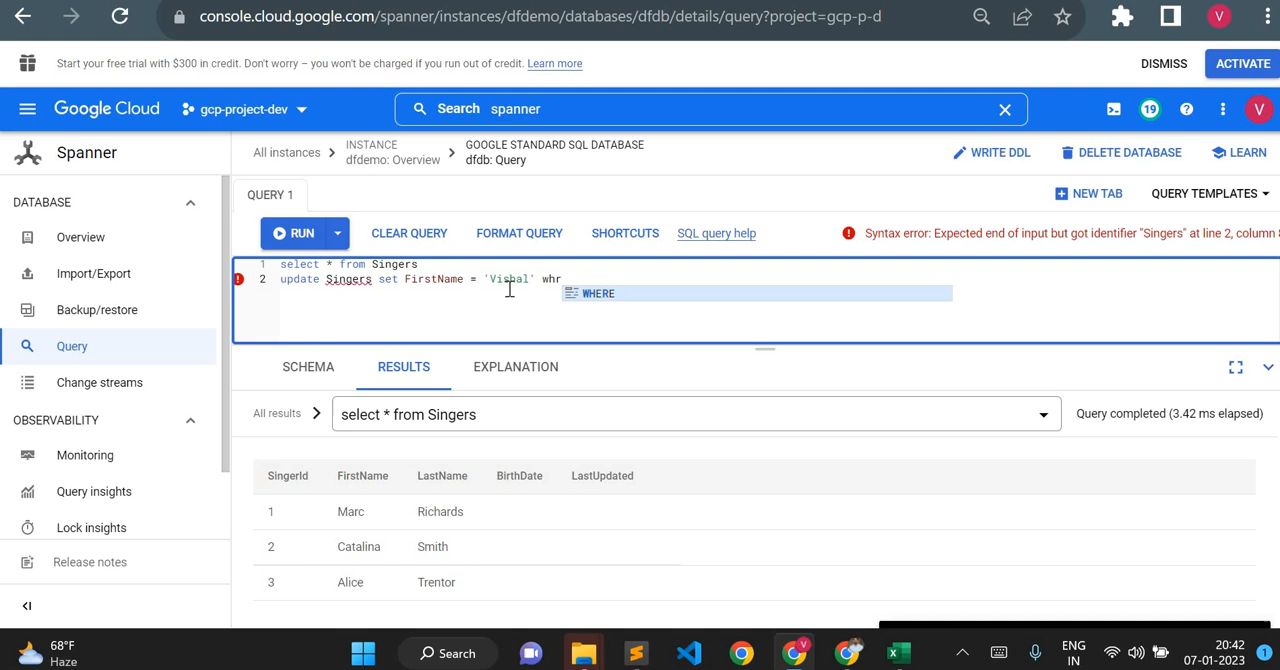 console.cloud.google.com/spanner/instances/dfdemo/databases/dfdb/details/query?project=gcp-p-d
V
Start your free trial with $300 in credit. Don't worry – you won't be charged if you run out of credit. Learn more
DISMISS
ACTIVATE
Google Cloud
gcp-project-dev
Search spanner
19
V
Spanner
All instances
INSTANCE
dfdemo: Overview
GOOGLE STANDARD SQL DATABASE
dfdb: Query
WRITE DDL
DELETE DATABASE
LEARN
DATABASE
Overview
Import/Export
Backup/restore
Query
Change streams
OBSERVABILITY
Monitoring
Query insights
Lock insights
Release notes
QUERY 1
NEW TAB
QUERY TEMPLATES
RUN
CLEAR QUERY
FORMAT QUERY
SHORTCUTS
SQL query help
Syntax error: Expected end of input but got identifier "Singers" at line 2, column 8
1 select * from Singers
2 update Singers set FirstName = 'Vishal' whr
WHERE
SCHEMA
RESULTS
EXPLANATION
All results
select * from Singers
Query completed (3.42 ms elapsed)
SingerId FirstName LastName BirthDate LastUpdated
1 Marc Richards
2 Catalina Smith
3 Alice Trentor
68°F
Haze
Search
V
ENG
IN
20:42
07-01-2023
1